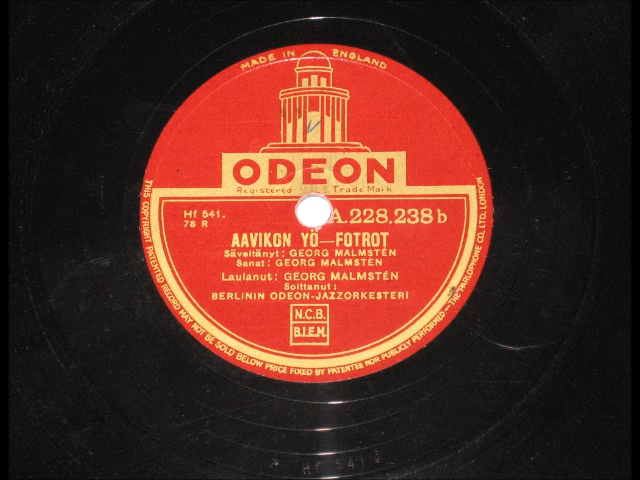 MADE IN ENGLAND
ODEON
Registered Trade Mark
Hf 541.
78 R
A.228.238 b
AAVIKON YÖ—FOTROT
Säveltänyt: GEORG MALMSTÉN
Sanat: GEORG MALMSTÉN
Laulanut: GEORG MALMSTÉN
Soittanut:
BERLININ ODEON-JAZZORKESTERI
N.C.B.
B.I.E.M.
THIS COPYRIGHT PATENTED RECORD MAY NOT BE SOLD BELOW PRICE FIXED BY PATENTEE NOR PUBLICLY PERFORMED—THE PARLOPHONE CO, LTD, LONDON